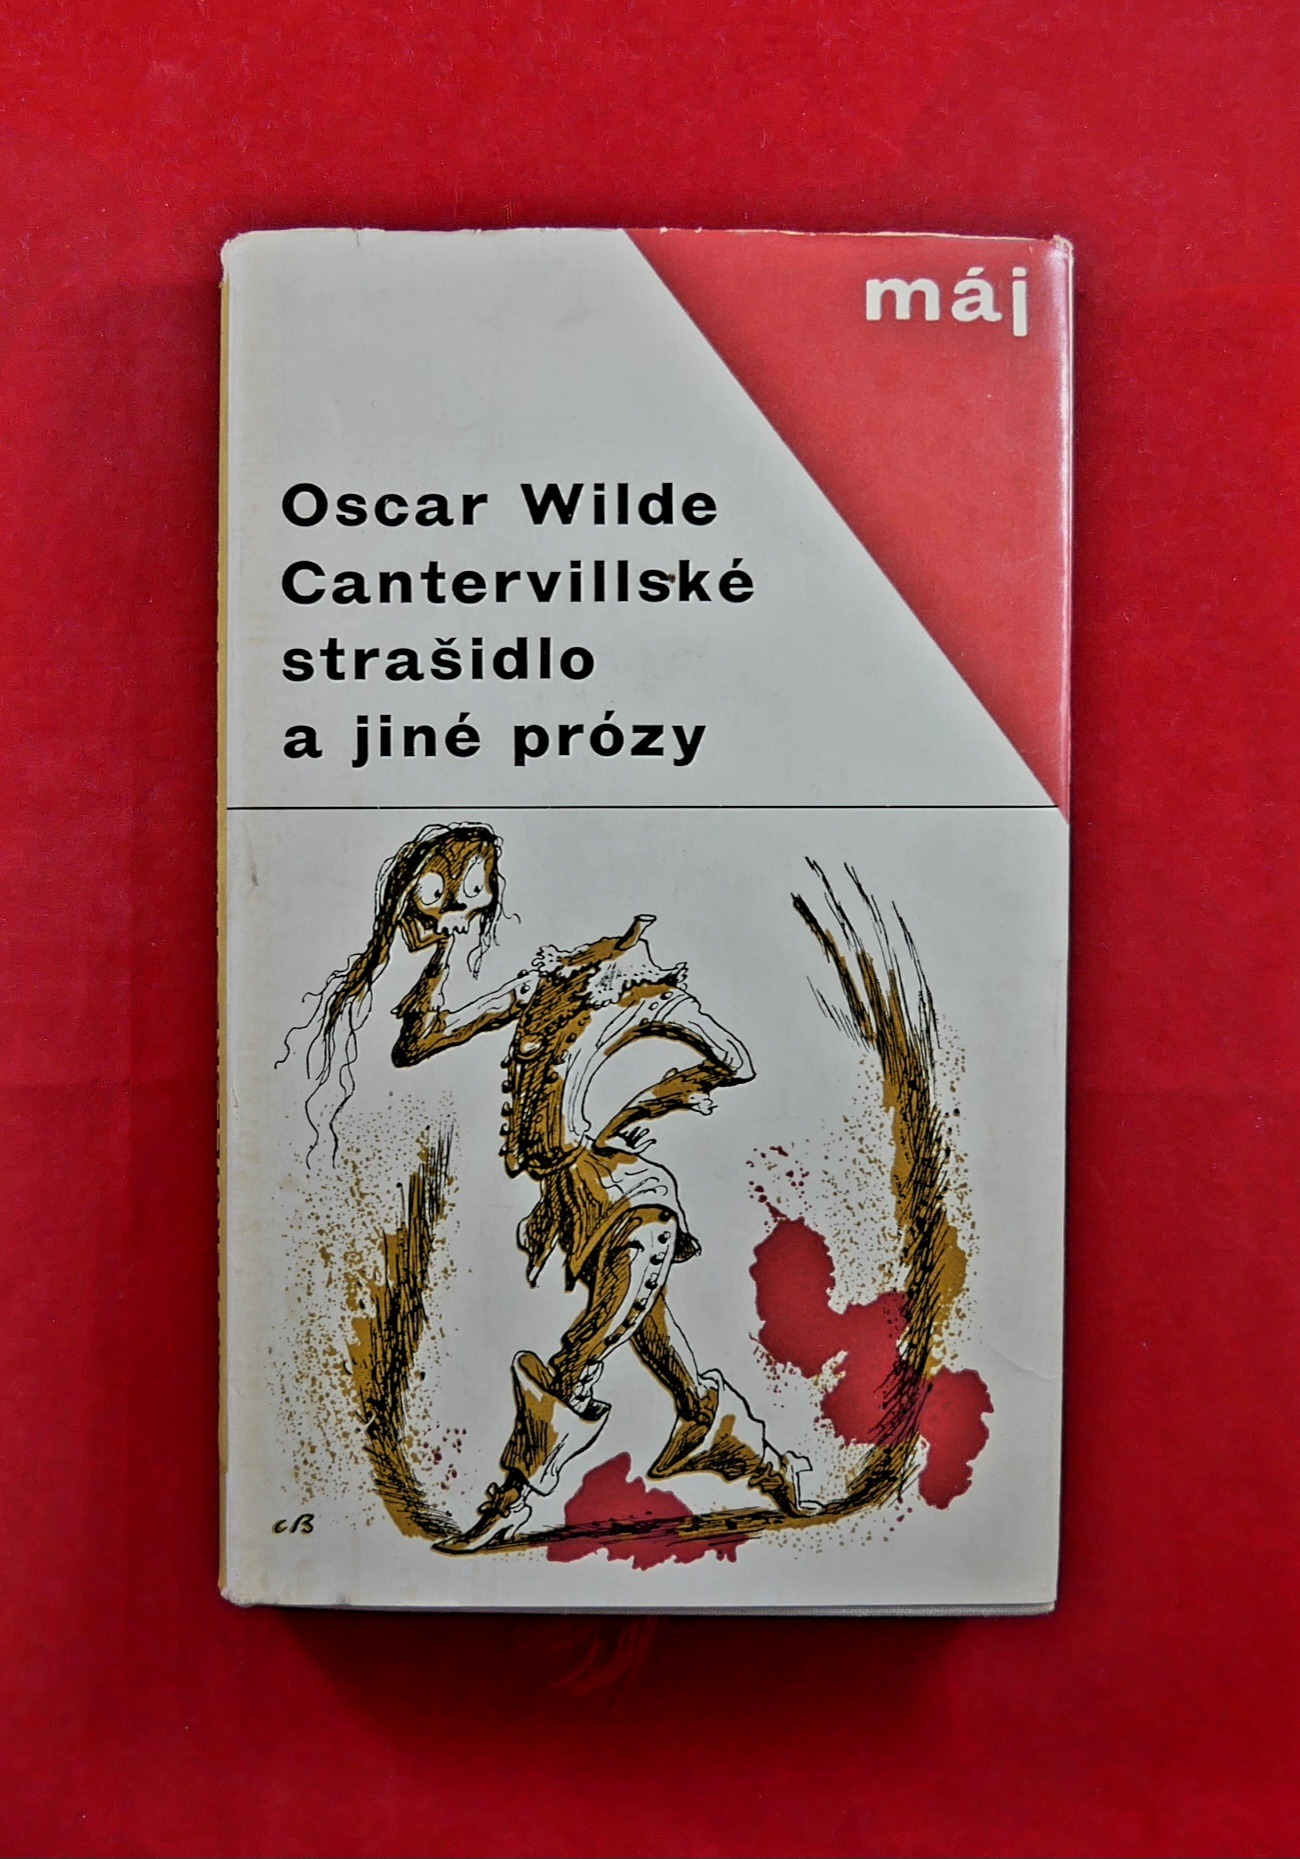 máj
Oscar Wilde
Cantervillské
strašidlo
a jiné prózy
CB